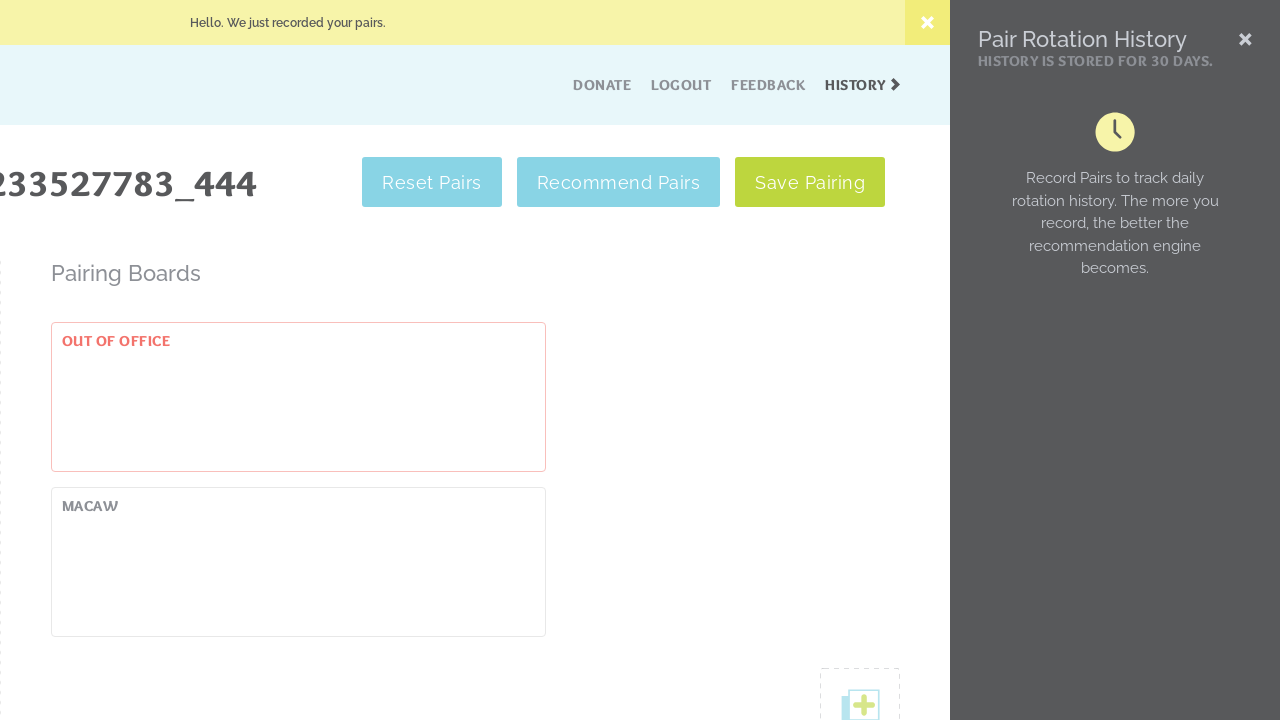 Hello. We just recorded your pairs.
DONATE LOGOUT FEEDBACK HISTORY
233527783_444
Reset Pairs Recommend Pairs Save Pairing
Pairing Boards
OUT OF OFFICE
MACAW
Pair Rotation History
HISTORY IS STORED FOR 30 DAYS.
Record Pairs to track daily
rotation history. The more you
record, the better the
recommendation engine
becomes.